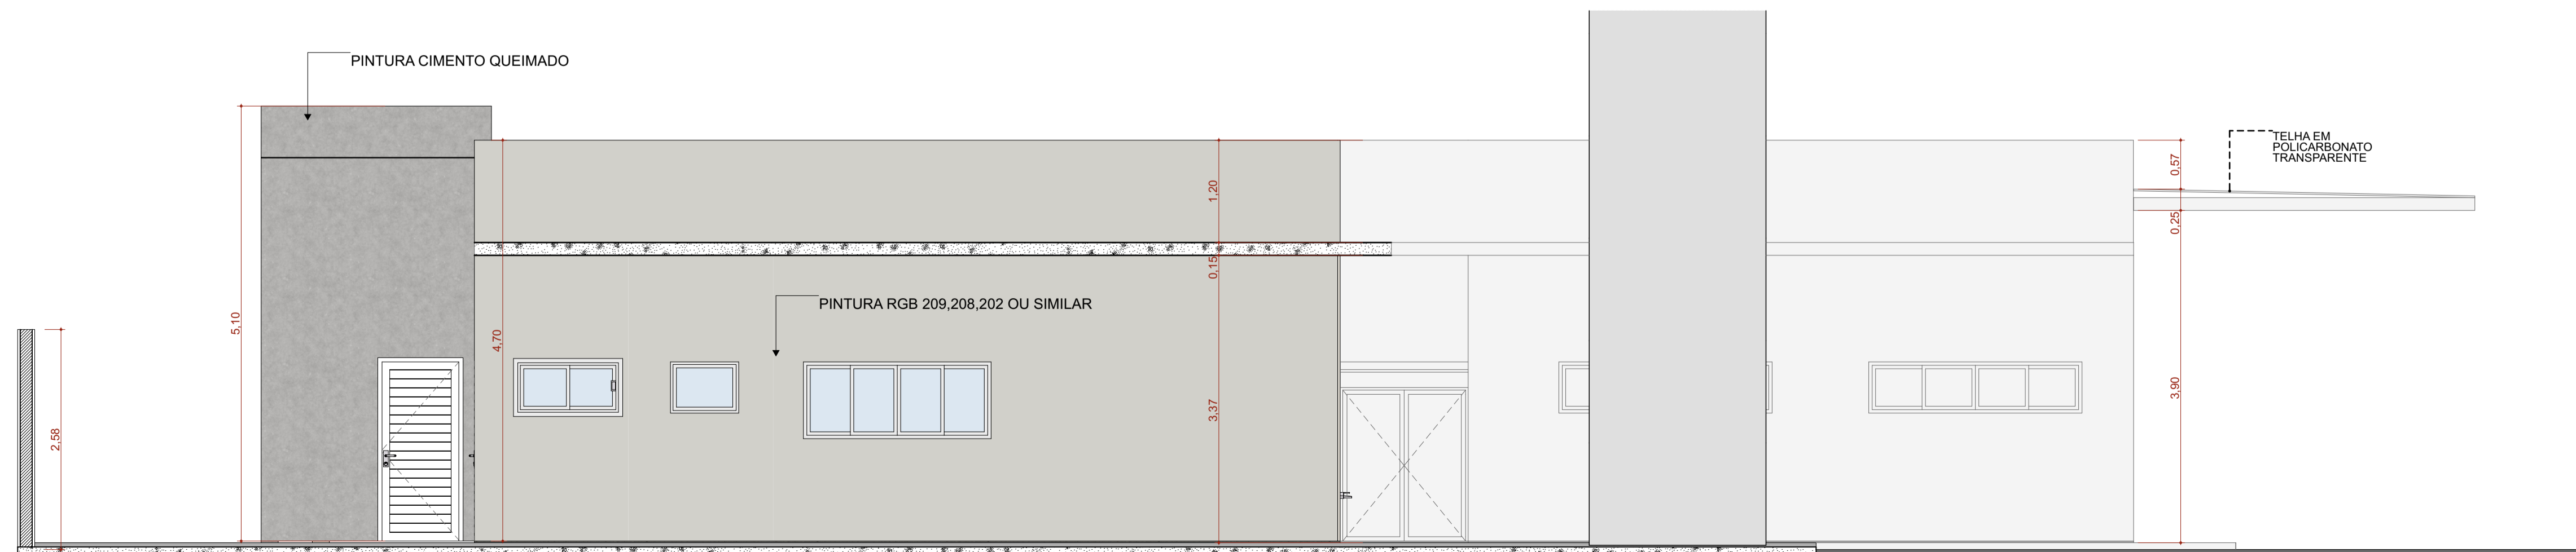 PINTURA CIMENTO QUEIMADO
TELHA EM
POLICARBONATO
TRANSPARENTE
0,57
1,20
0,25
0,15
PINTURA RGB 209,208,202 OU SIMILAR
5,10
4,70
3,90
3,37
2,58